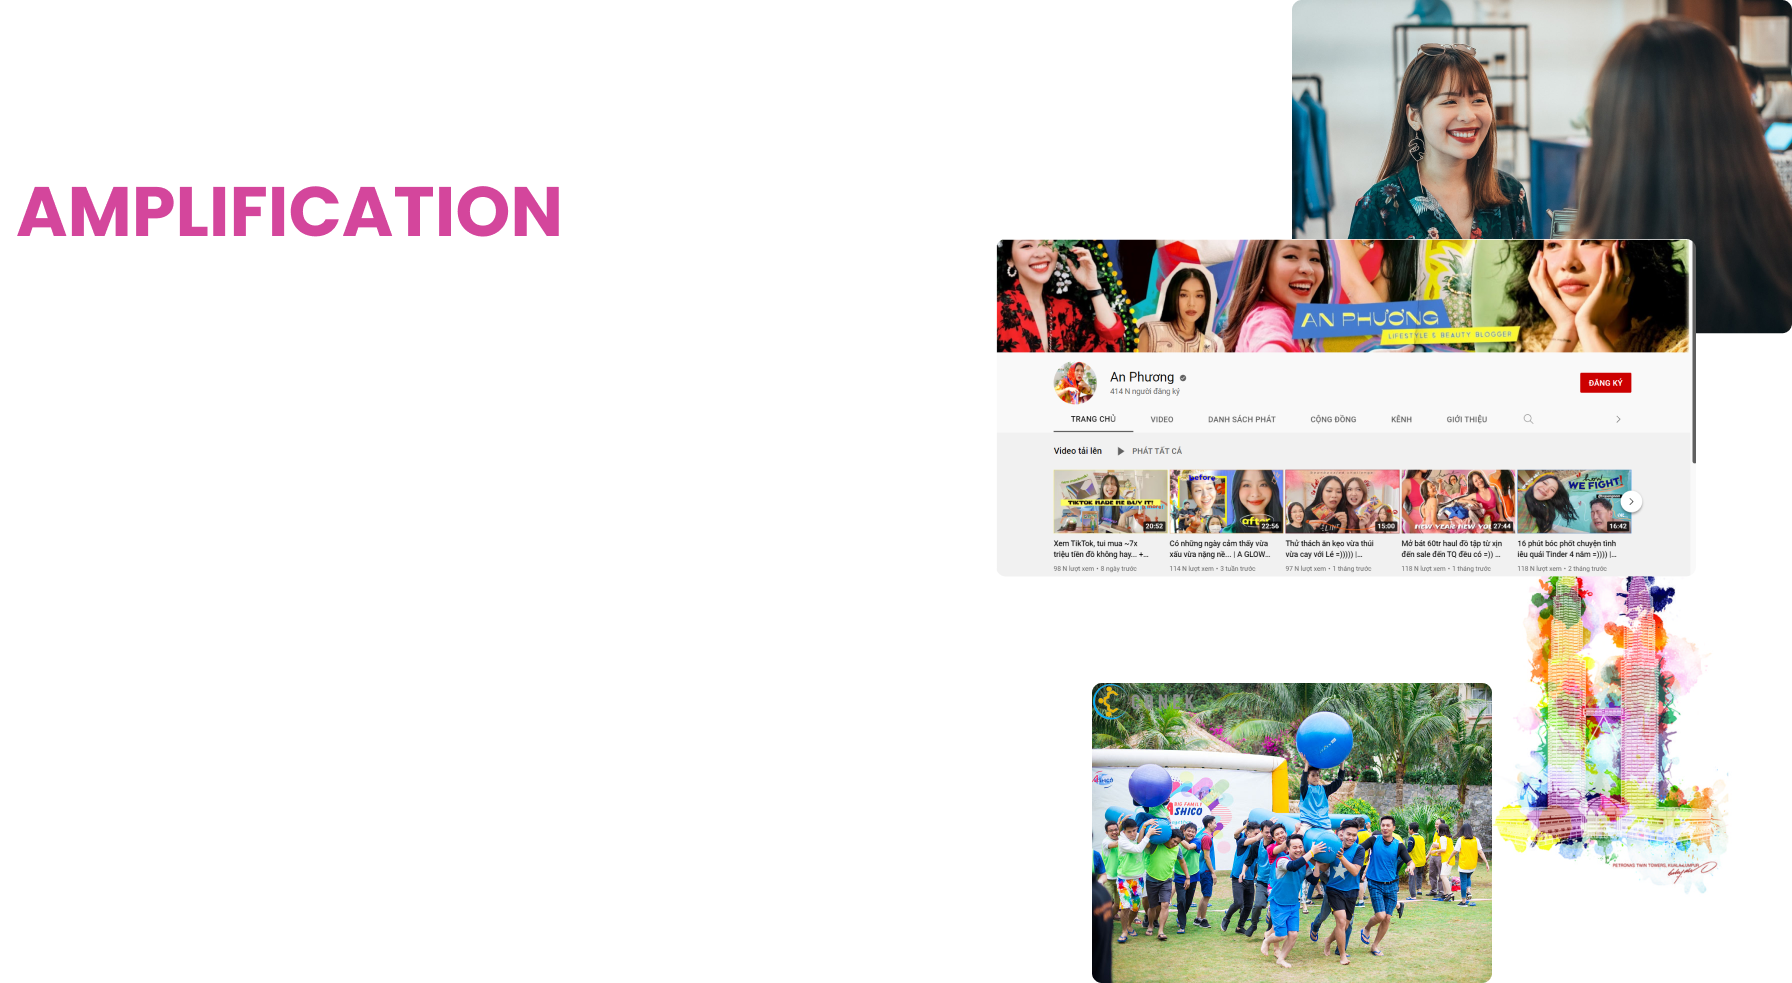 AMPLIFICATION
AN PHƯƠNG
LIFESTYLE & BEAUTY BLOGGER
An Phương
414 N người đăng ký
ĐĂNG KÝ
TRANG CHỦ VIDEO DANH SÁCH PHÁT CỘNG ĐỒNG KÊNH GIỚI THIỆU
Video tải lên PHÁT TẤT CẢ
TIKTOK MADE ME BUY IT!
20:52
before
after
22:56
15:00
NEW YEAR NEW YOU
27:44
WE FIGHT!
16:42
Xem TikTok, tui mua ~7x
triệu tiền đồ không hay... +...
98 N lượt xem • 8 ngày trước
Có những ngày cảm thấy vừa
xấu vừa nặng nề... | A GLOW...
114 N lượt xem • 3 tuần trước
Thử thách ăn kẹo vừa thúi
vừa cay với Lé =))))) |...
97 N lượt xem • 1 tháng trước
Mở bát 60tr haul đồ tập từ xịn
đến sale đến TQ đều có =)) ...
118 N lượt xem • 1 tháng trước
16 phút bóc phốt chuyện tình
iêu quái Tinder 4 năm =)))) |...
118 N lượt xem • 2 tháng trước
BIG FAMILY
SHICO
PETRONAS TWIN TOWERS, KUALA LUMPUR